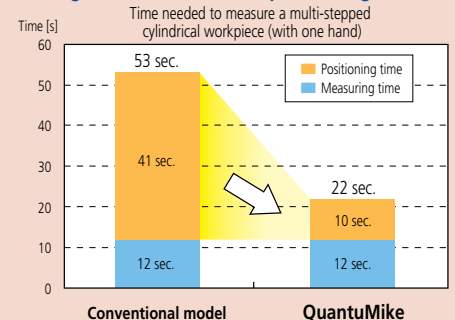 Time needed to measure a multi-stepped
cylindrical workpiece (with one hand)
Time [s]
60
50
40
30
20
10
0
53 sec.
41 sec.
12 sec.
Positioning time
Measuring time
22 sec.
10 sec.
12 sec.
Conventional model
QuantuMike